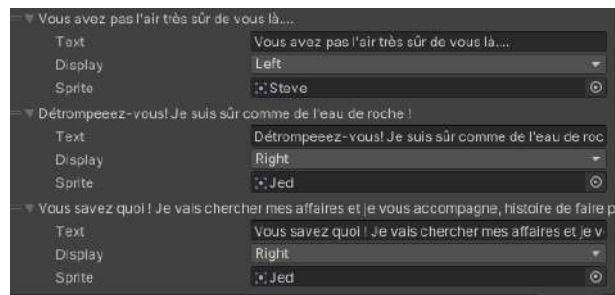 Vous avez pas l'air très sûr de vous là....
Text Vous avez pas l'air très sûr de vous là....
Display Left
Sprite Steve
Détrompeeez-vous! Je suis sûr comme de l'eau de roche !
Text Détrompeeez-vous! Je suis sûr comme de l'eau de roc
Display Right
Sprite Jed
Vous savez quoi ! Je vais chercher mes affaires et je vous accompagne, histoire de faire p
Text Vous savez quoi ! Je vais chercher mes affaires et je v
Display Right
Sprite Jed